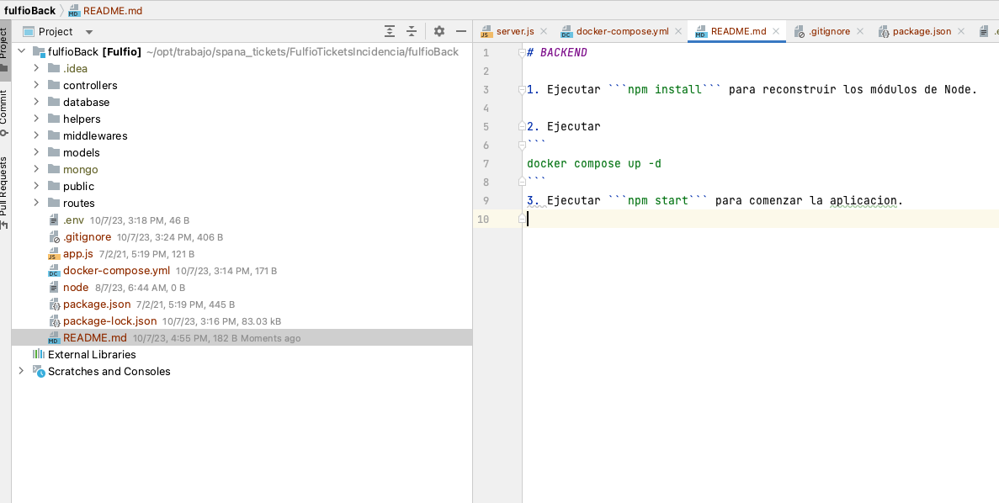 fulfioBack README.md
Project
server.js docker-compose.yml README.md .gitignore package.json
Project
Commit
Pull Requests
fulfioBack [Fulfio] ~/opt/trabajo/spana_tickets/FulfioTicketsIncidencia/fulfioBack
.idea
controllers
database
helpers
middlewares
models
mongo
public
routes
.env 10/7/23, 3:18 PM, 46 B
.gitignore 10/7/23, 3:24 PM, 406 B
app.js 7/2/21, 5:19 PM, 121 B
docker-compose.yml 10/7/23, 3:14 PM, 171 B
node 8/7/23, 6:44 AM, 0 B
package.json 7/2/21, 5:19 PM, 445 B
package-lock.json 10/7/23, 3:16 PM, 83.03 kB
README.md 10/7/23, 4:55 PM, 182 B Moments ago
External Libraries
Scratches and Consoles
1 # BACKEND
2
3 1. Ejecutar ```npm install``` para reconstruir los módulos de Node.
4
5 2. Ejecutar
6 ```
7 docker compose up -d
8 ```
9 3. Ejecutar ```npm start``` para comenzar la aplicacion.
10